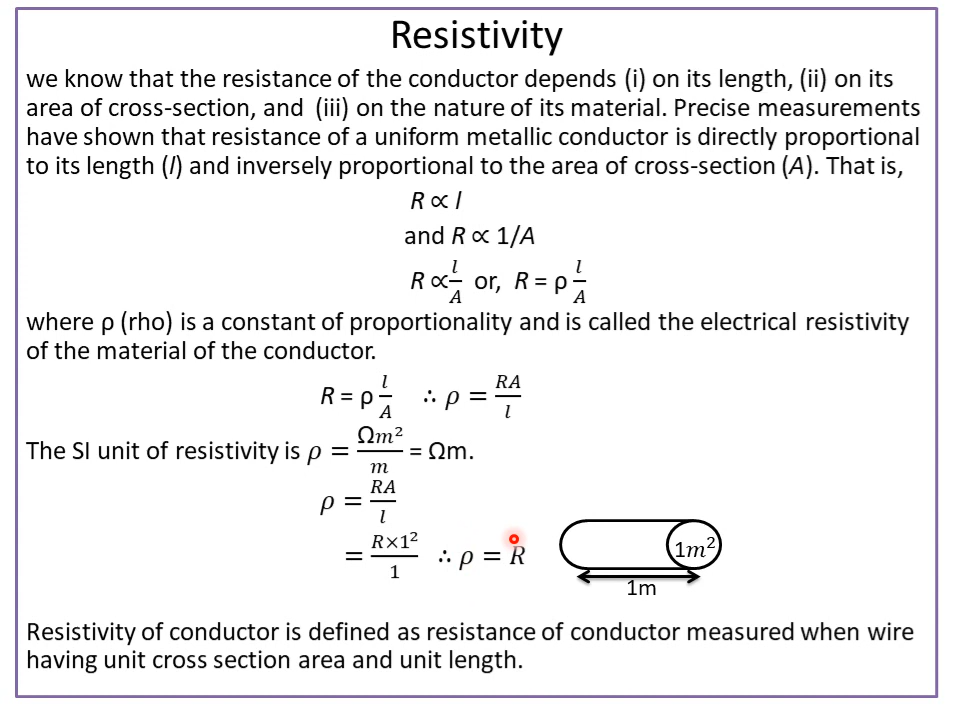 Resistivity
we know that the resistance of the conductor depends (i) on its length, (ii) on its
area of cross-section, and (iii) on the nature of its material. Precise measurements
have shown that resistance of a uniform metallic conductor is directly proportional
to its length (l) and inversely proportional to the area of cross-section (A). That is,
R ∝ l
and R ∝ 1/A
R ∝ l/A or, R = ρ l/A
where ρ (rho) is a constant of proportionality and is called the electrical resistivity
of the material of the conductor.
R = ρ l/A ∴ ρ = RA/l
The SI unit of resistivity is ρ = Ωm²/m = Ωm.
ρ = RA/l
= R×1²/1 ∴ ρ = R
1m²
1m
Resistivity of conductor is defined as resistance of conductor measured when wire
having unit cross section area and unit length.